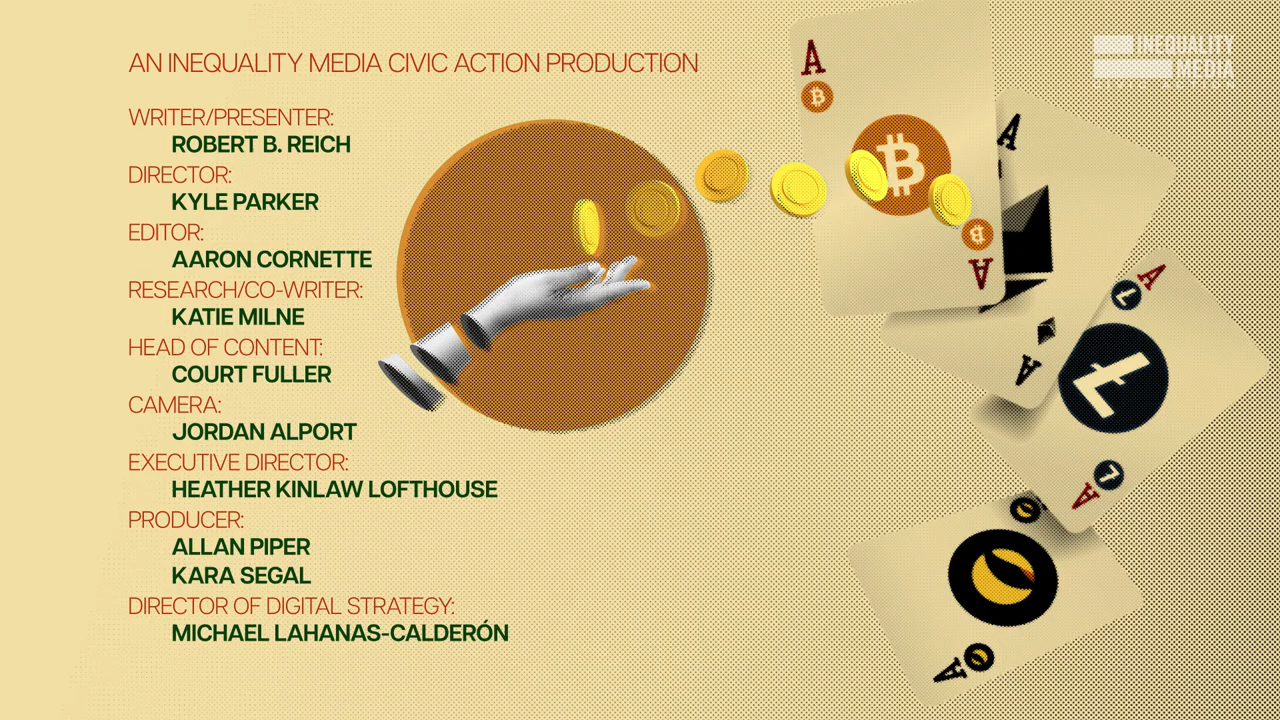 AN INEQUALITY MEDIA CIVIC ACTION PRODUCTION
WRITER/PRESENTER:
ROBERT B. REICH
DIRECTOR:
KYLE PARKER
EDITOR:
AARON CORNETTE
RESEARCH/CO-WRITER:
KATIE MILNE
HEAD OF CONTENT:
COURT FULLER
CAMERA:
JORDAN ALPORT
EXECUTIVE DIRECTOR:
HEATHER KINLAW LOFTHOUSE
PRODUCER:
ALLAN PIPER
KARA SEGAL
DIRECTOR OF DIGITAL STRATEGY:
MICHAEL LAHANAS-CALDERÓN
INEQUALITY
MEDIA
A
A
A
A
A
A
A